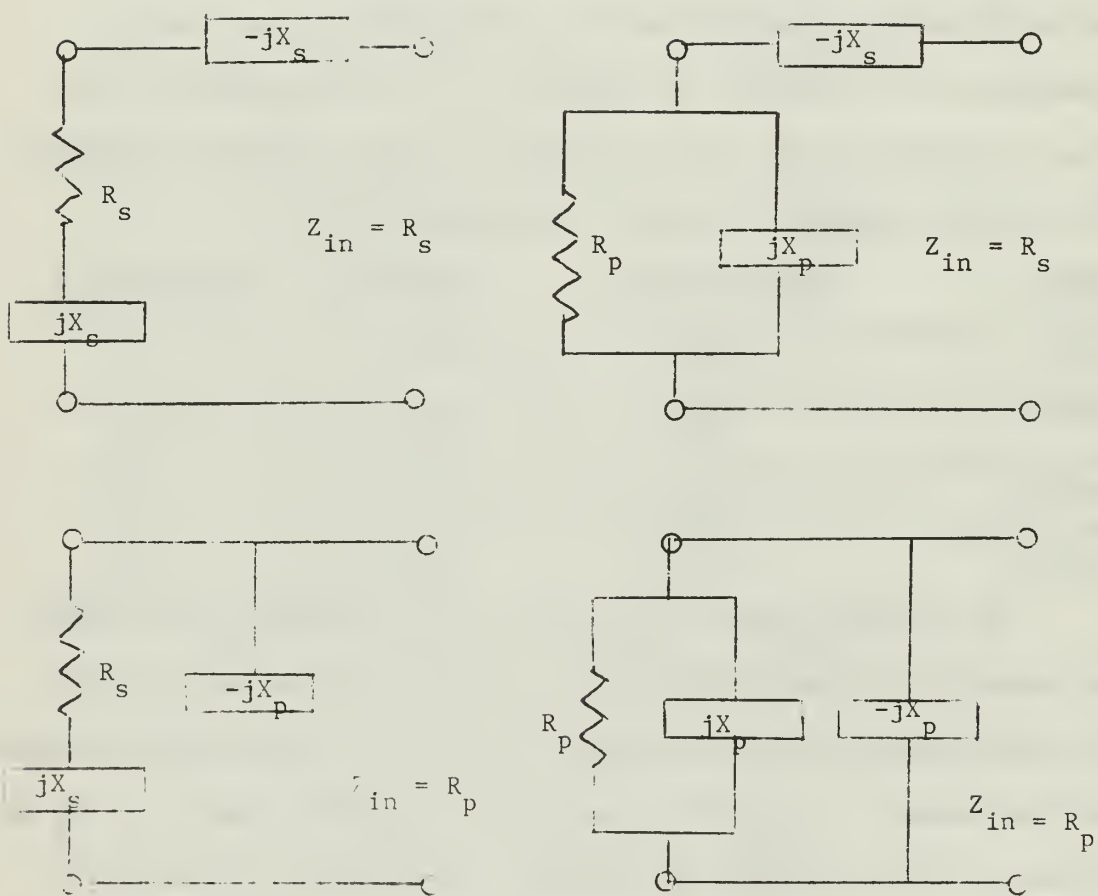 -jX_s
R_s
Z_in = R_s
jX_s
-jX_s
R_p
jX_p
Z_in = R_s
R_s
-jX_p
jX_s
Z_in = R_p
R_p
jX_p
-jX_p
Z_in = R_p